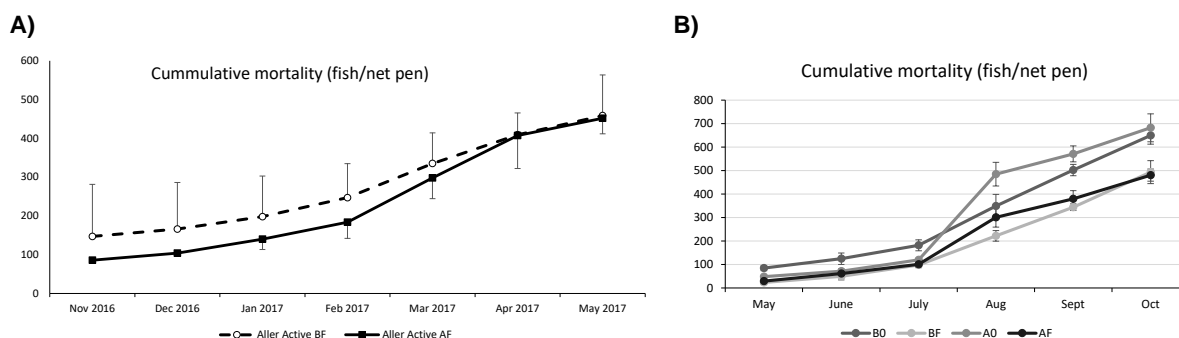 A)
Cummulative mortality (fish/net pen)
600
500
400
300
200
100
0
Nov 2016 Dec 2016 Jan 2017 Feb 2017 Mar 2017 Apr 2017 May 2017
Aller Active BF Aller Active AF
B)
Cumulative mortality (fish/net pen)
800
700
600
500
400
300
200
100
0
May June July Aug Sept Oct
B0 BF A0 AF